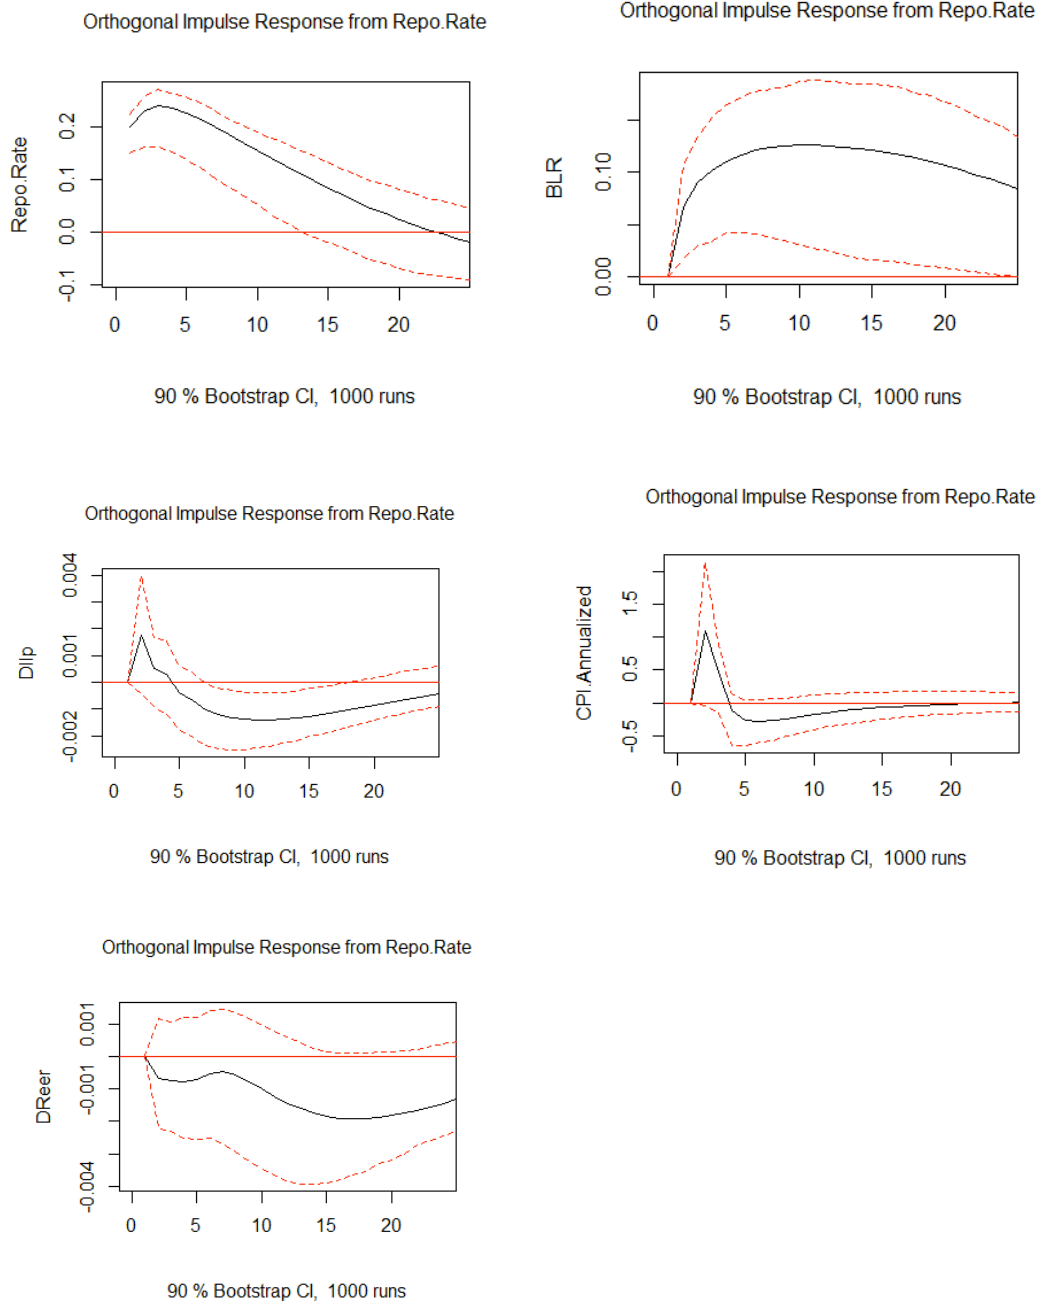 Orthogonal Impulse Response from Repo.Rate
Repo.Rate
0.2
0.1
0.0
-0.1
0 5 10 15 20
90 % Bootstrap CI, 1000 runs
Orthogonal Impulse Response from Repo.Rate
BLR
0.10
0.00
0 5 10 15 20
90 % Bootstrap CI, 1000 runs
Orthogonal Impulse Response from Repo.Rate
DIIp
0.004
0.001
-0.002
0 5 10 15 20
90 % Bootstrap CI, 1000 runs
Orthogonal Impulse Response from Repo.Rate
CPI.Annualized
1.5
0.5
-0.5
0 5 10 15 20
90 % Bootstrap CI, 1000 runs
Orthogonal Impulse Response from Repo.Rate
DReer
0.001
-0.001
-0.004
0 5 10 15 20
90 % Bootstrap CI, 1000 runs